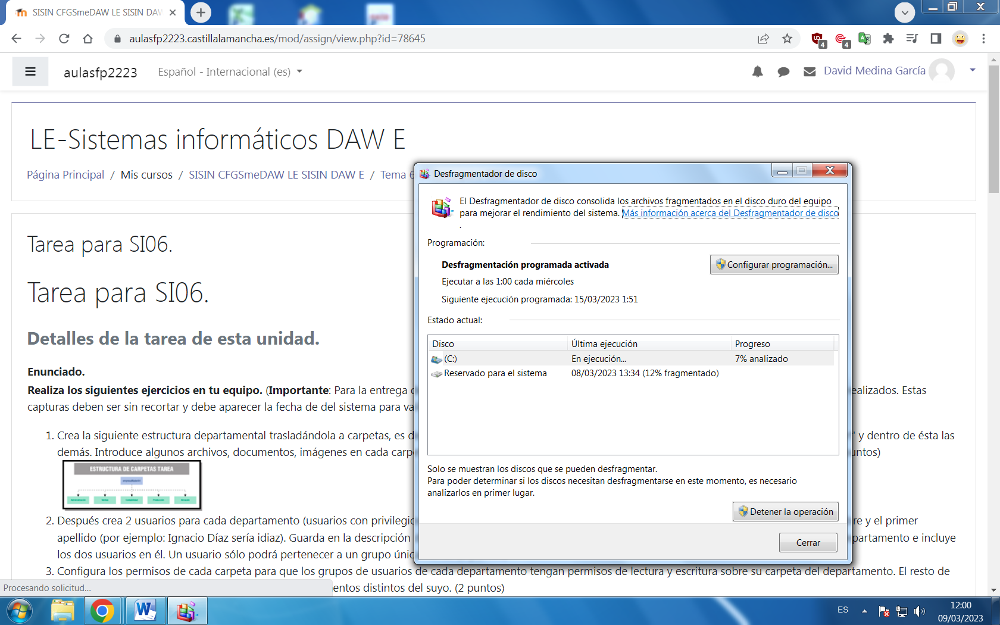 SISIN CFGSmeDAW LE SISIN DAW
aulasfp2223.castillalamancha.es/mod/assign/view.php?id=78645
4
4
aulasfp2223
Español - Internacional (es)
David Medina García
LE-Sistemas informáticos DAW E
Página Principal / Mis cursos / SISIN CFGSmeDAW LE SISIN DAW E / Tema 6
Tarea para SI06.
Tarea para SI06.
Detalles de la tarea de esta unidad.
Enunciado.
Realiza los siguientes ejercicios en tu equipo. (Importante: Para la entrega
ealizados. Estas
capturas deben ser sin recortar y debe aparecer la fecha de del sistema para va
1. Crea la siguiente estructura departamental trasladándola a carpetas, es d
' y dentro de ésta las
demás. Introduce algunos archivos, documentos, imágenes en cada carp
untos)
ESTRUCTURA DE CARPETAS TAREA
2. Después crea 2 usuarios para cada departamento (usuarios con privilegio
re y el primer
apellido (por ejemplo: Ignacio Díaz sería idiaz). Guarda en la descripción
partamento e incluye
los dos usuarios en él. Un usuario sólo podrá pertenecer a un grupo únic
3. Configura los permisos de cada carpeta para que los grupos de usuarios de cada departamento tengan permisos de lectura y escritura sobre su carpeta del departamento. El resto de
entos distintos del suyo. (2 puntos)
Procesando solicitud...
Desfragmentador de disco
El Desfragmentador de disco consolida los archivos fragmentados en el disco duro del equipo
para mejorar el rendimiento del sistema. Más información acerca del Desfragmentador de disco
.
Programación:
Desfragmentación programada activada
Configurar programación...
Ejecutar a las 1:00 cada miércoles
Siguiente ejecución programada: 15/03/2023 1:51
Estado actual:
Disco Última ejecución Progreso
(C:) En ejecución... 7% analizado
Reservado para el sistema 08/03/2023 13:34 (12% fragmentado)
Solo se muestran los discos que se pueden desfragmentar.
Para poder determinar si los discos necesitan desfragmentarse en este momento, es necesario
analizarlos en primer lugar.
Detener la operación
Cerrar
ES
12:00
09/03/2023